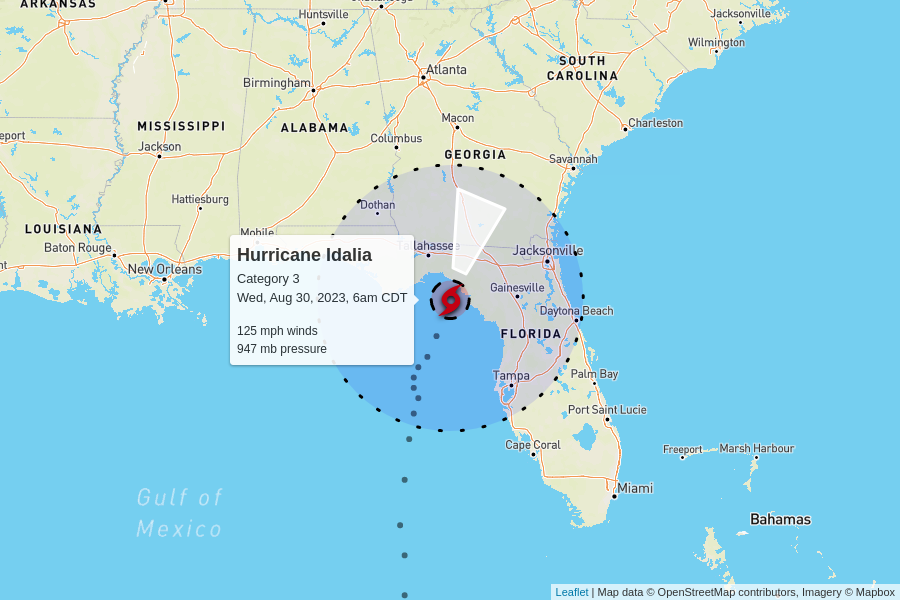 ARKANSAS
Huntsville
Jacksonville
Wilmington
SOUTH
CAROLINA
Atlanta
Birmingham
Macon
MISSISSIPPI
ALABAMA
Charleston
eport
Jackson
Columbus
GEORGIA
Savannah
Hattiesburg
Dothan
LOUISIANA
Mobile
Baton Rouge
Tallahassee
Jacksonville
New Orleans
Hurricane Idalia
Category 3
Wed, Aug 30, 2023, 6am CDT
125 mph winds
947 mb pressure
Gainesville
Daytona Beach
FLORIDA
Tampa
Palm Bay
Port Saint Lucie
Cape Coral
Freeport
Marsh Harbour
Miami
Gulf of
Mexico
Bahamas
Leaflet | Map data © OpenStreetMap contributors, Imagery © Mapbox